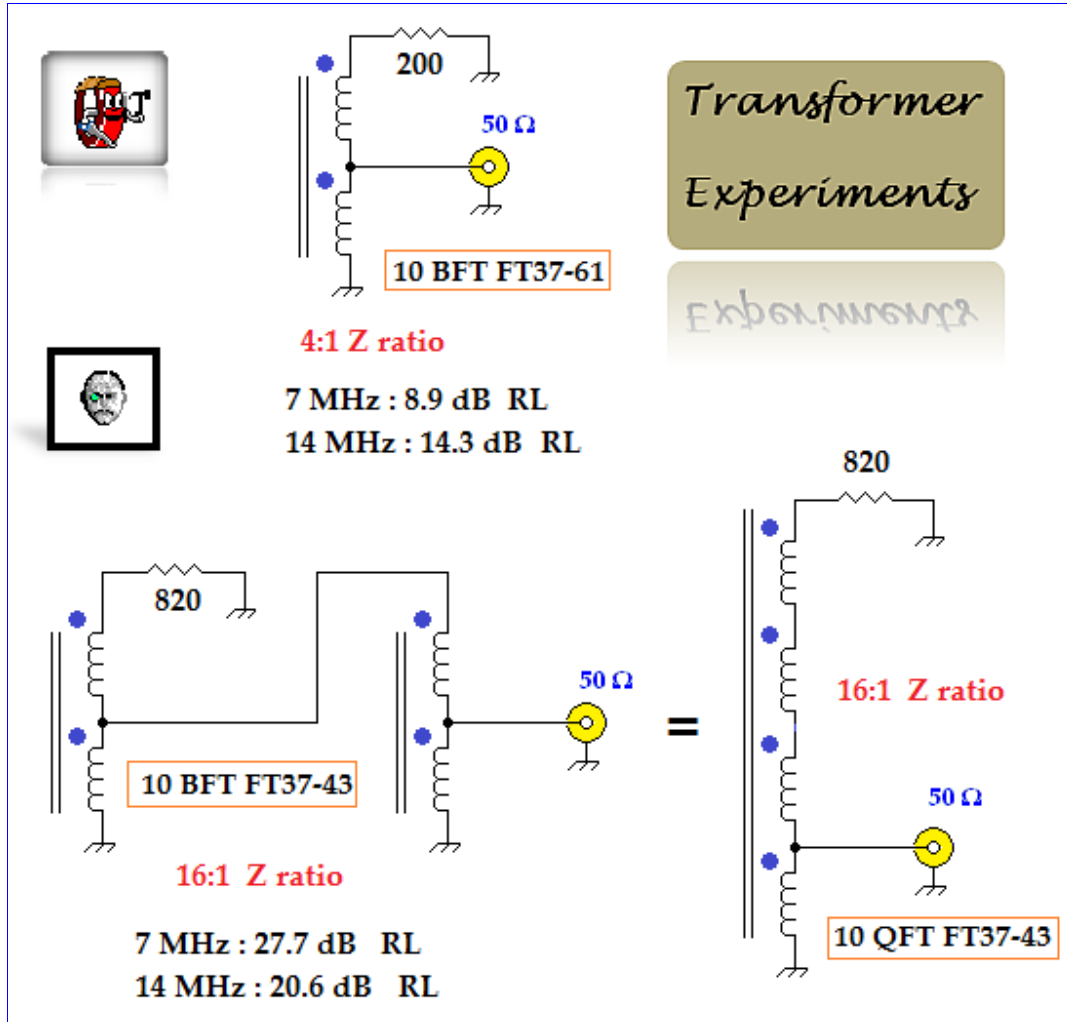 200
50 Ω
10 BFT FT37-61
4:1 Z ratio
7 MHz : 8.9 dB RL
14 MHz : 14.3 dB RL
Transformer
Experiments
Experiments
820
10 BFT FT37-43
50 Ω
16:1 Z ratio
7 MHz : 27.7 dB RL
14 MHz : 20.6 dB RL
=
820
16:1 Z ratio
50 Ω
10 QFT FT37-43